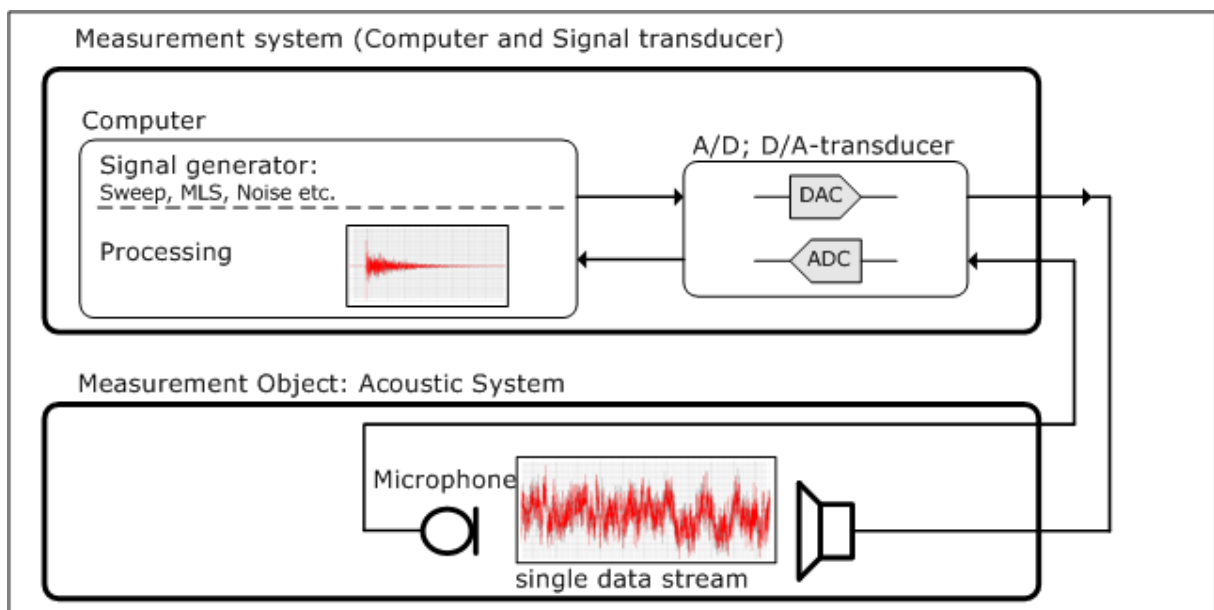 Measurement system (Computer and Signal transducer)
Computer
Signal generator:
Sweep, MLS, Noise etc.
Processing
A/D; D/A-transducer
DAC
ADC
Measurement Object: Acoustic System
Microphone
single data stream